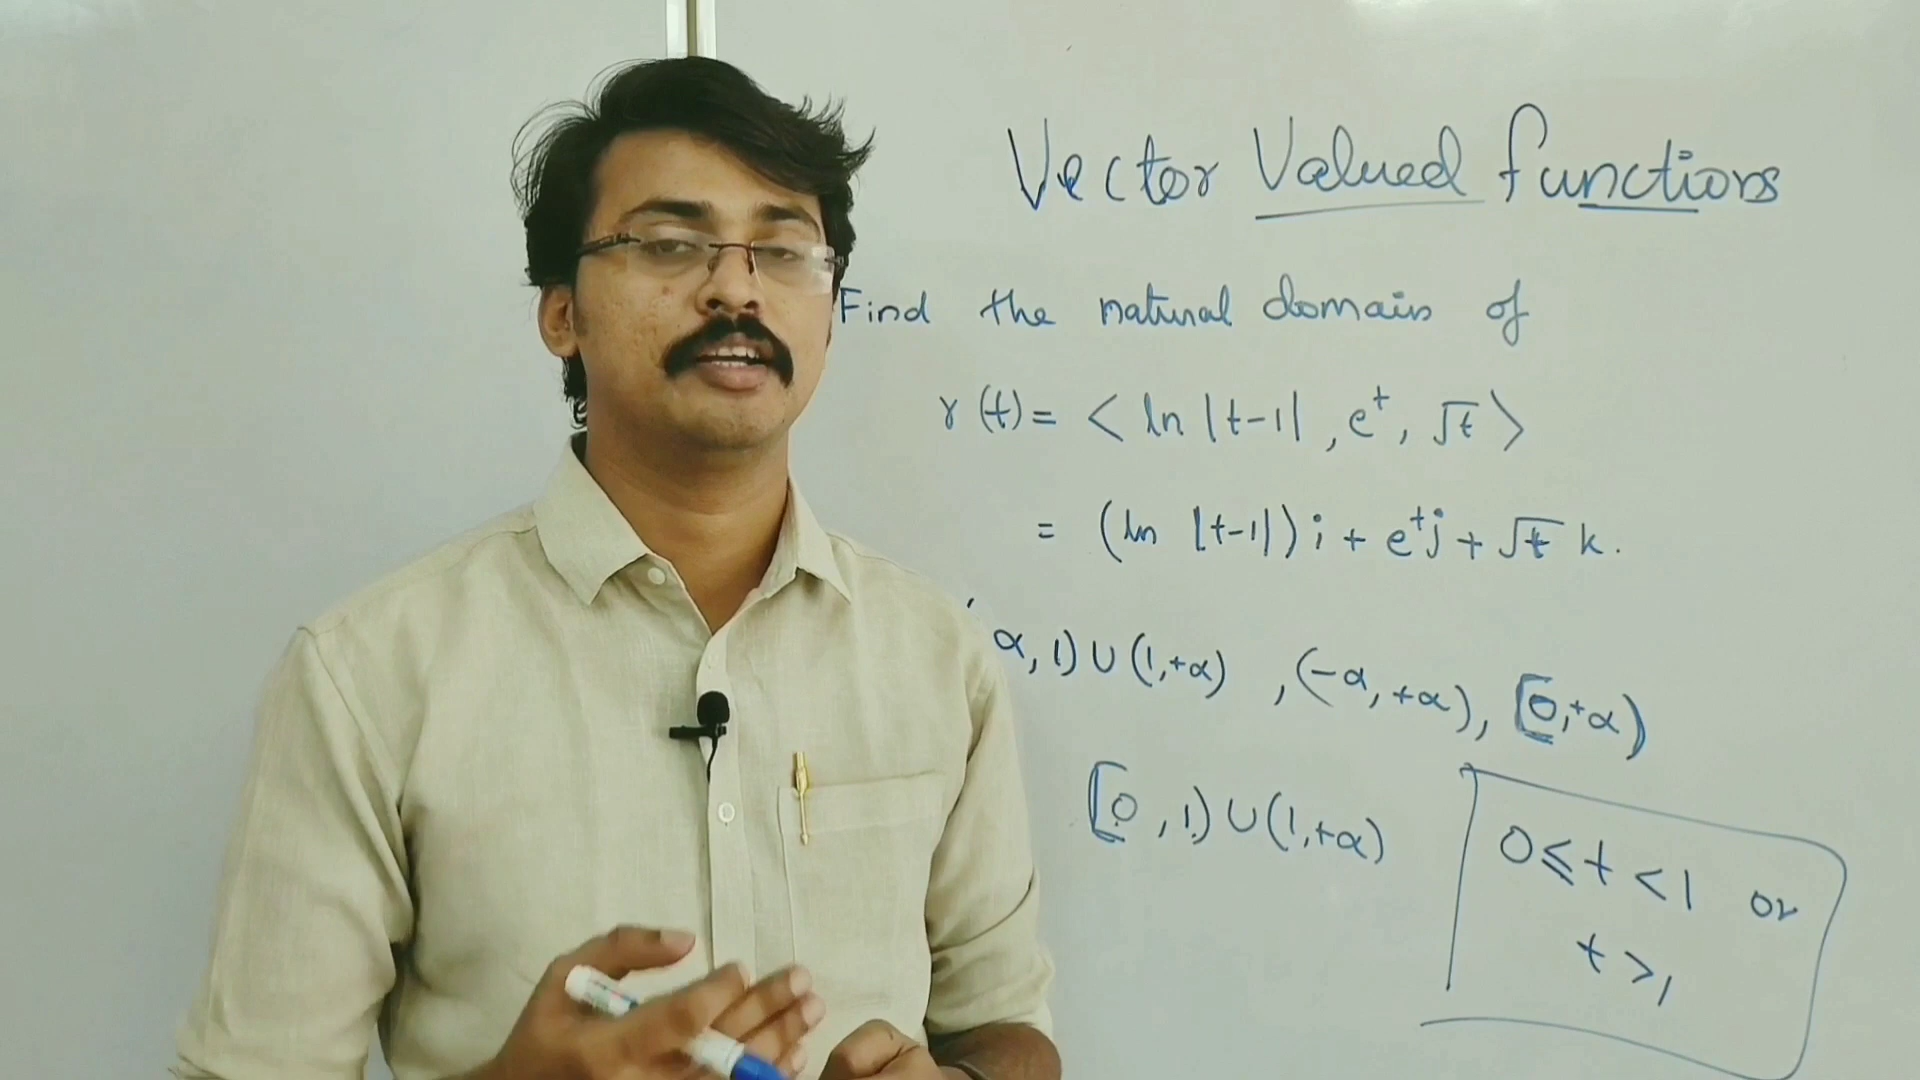 Vector Valued functions
Find the natural domain of
r(t) = < ln |t-1| , e^t, √t >
= (ln |t-1|) i + e^t j + √t k.
α, 1) ∪ (1,+α) , (-α, +α), [0,+α)
[0, 1) ∪ (1,+α)
0 ≤ t < 1 or
t > 1